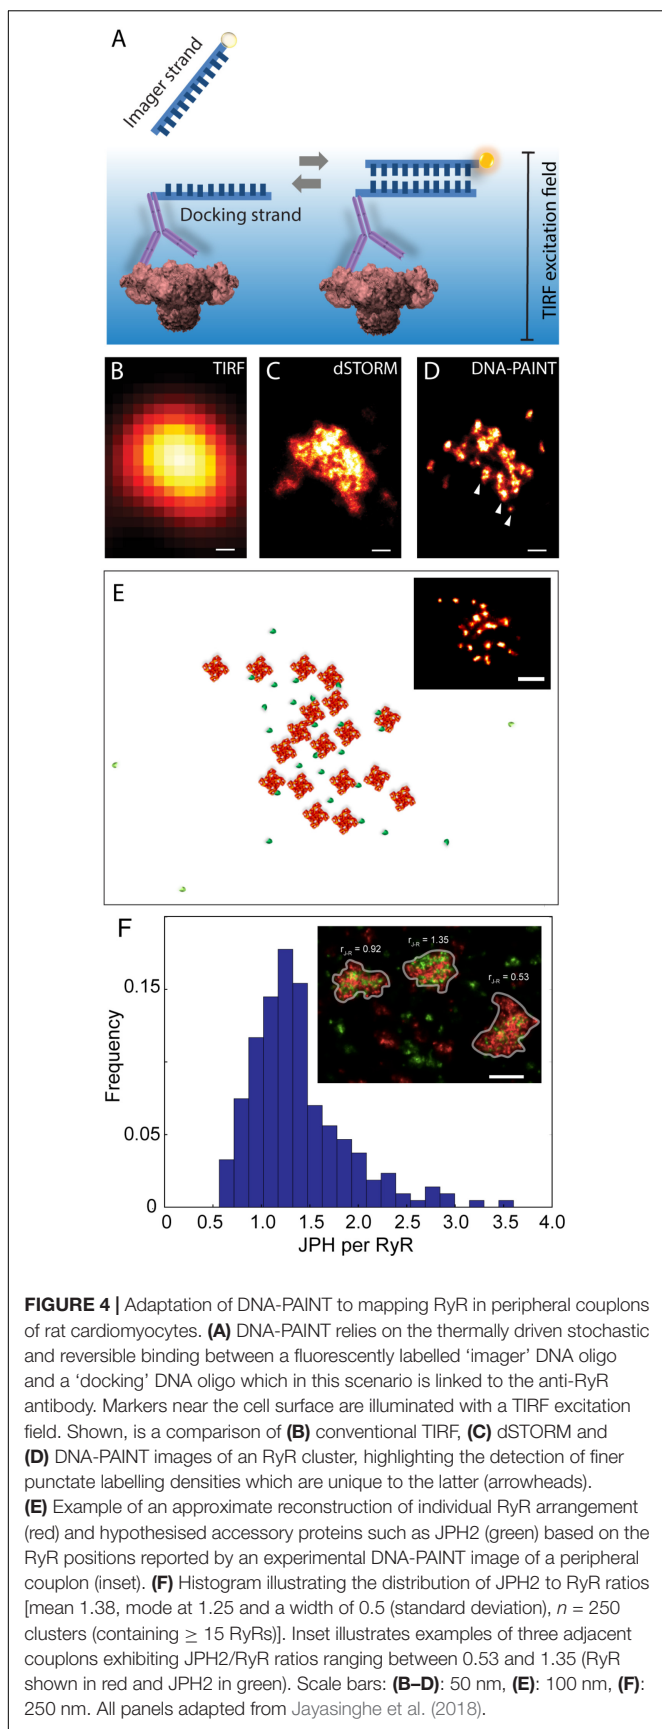 A
Imager strand
Docking strand
TIRF excitation field
B
TIRF
C
dSTORM
D
DNA-PAINT
E
F
r_J-R = 0.92
r_J-R = 1.35
r_J-R = 0.53
Frequency
0.15
0.05
0
0
0.5
1.0
1.5
2.0
2.5
3.0
3.5
4.0
JPH per RyR
FIGURE 4 | Adaptation of DNA-PAINT to mapping RyR in peripheral couplons
of rat cardiomyocytes. (A) DNA-PAINT relies on the thermally driven stochastic
and reversible binding between a fluorescently labelled ‘imager’ DNA oligo
and a ‘docking’ DNA oligo which in this scenario is linked to the anti-RyR
antibody. Markers near the cell surface are illuminated with a TIRF excitation
field. Shown, is a comparison of (B) conventional TIRF, (C) dSTORM and
(D) DNA-PAINT images of an RyR cluster, highlighting the detection of finer
punctate labelling densities which are unique to the latter (arrowheads).
(E) Example of an approximate reconstruction of individual RyR arrangement
(red) and hypothesised accessory proteins such as JPH2 (green) based on the
RyR positions reported by an experimental DNA-PAINT image of a peripheral
couplon (inset). (F) Histogram illustrating the distribution of JPH2 to RyR ratios
[mean 1.38, mode at 1.25 and a width of 0.5 (standard deviation), n = 250
clusters (containing ≥ 15 RyRs)]. Inset illustrates examples of three adjacent
couplons exhibiting JPH2/RyR ratios ranging between 0.53 and 1.35 (RyR
shown in red and JPH2 in green). Scale bars: (B–D): 50 nm, (E): 100 nm, (F):
250 nm. All panels adapted from Jayasinghe et al. (2018).